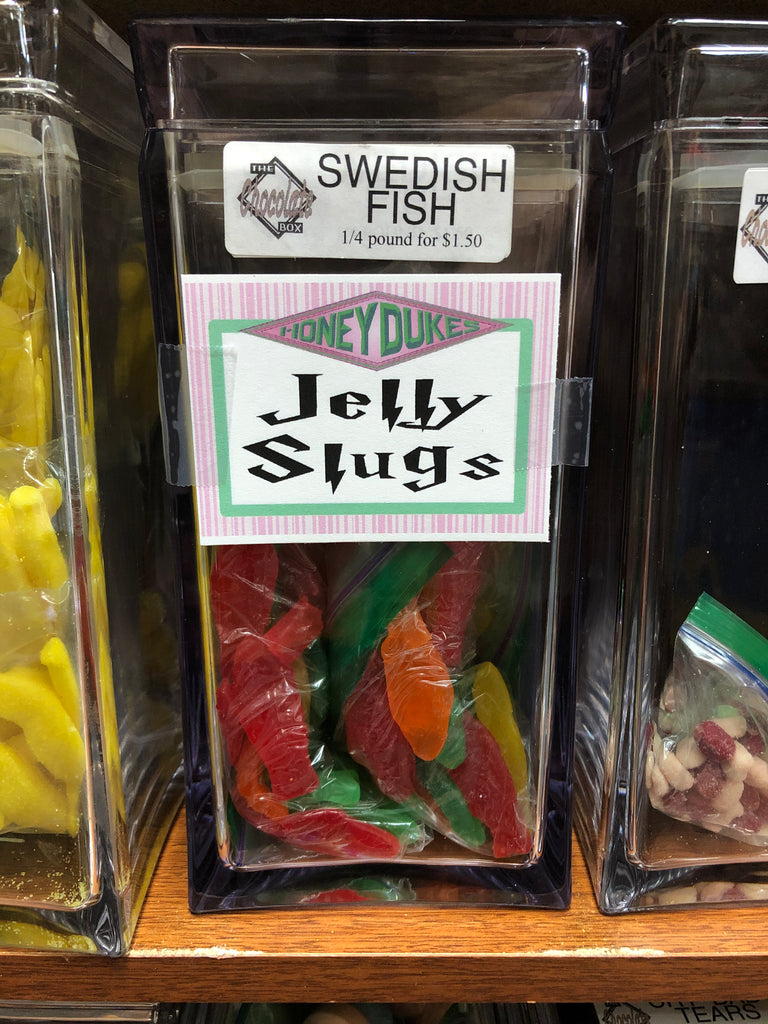 THE
Chocolate
BOX
SWEDISH
FISH
1/4 pound for $1.50
HONEYDUKES
Jelly
Slugs
TEARS